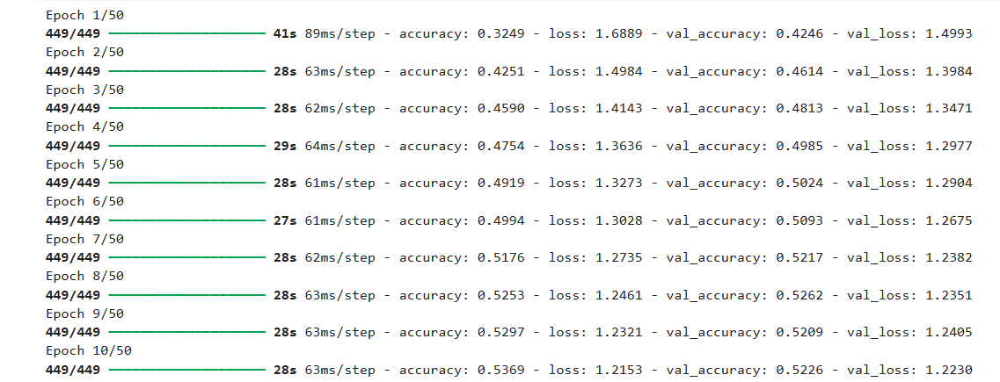 Epoch 1/50
449/449 ━━━━━━━━━━━━━━━━━━━━ 41s 89ms/step - accuracy: 0.3249 - loss: 1.6889 - val_accuracy: 0.4246 - val_loss: 1.4993
Epoch 2/50
449/449 ━━━━━━━━━━━━━━━━━━━━ 28s 63ms/step - accuracy: 0.4251 - loss: 1.4984 - val_accuracy: 0.4614 - val_loss: 1.3984
Epoch 3/50
449/449 ━━━━━━━━━━━━━━━━━━━━ 28s 62ms/step - accuracy: 0.4590 - loss: 1.4143 - val_accuracy: 0.4813 - val_loss: 1.3471
Epoch 4/50
449/449 ━━━━━━━━━━━━━━━━━━━━ 29s 64ms/step - accuracy: 0.4754 - loss: 1.3636 - val_accuracy: 0.4985 - val_loss: 1.2977
Epoch 5/50
449/449 ━━━━━━━━━━━━━━━━━━━━ 28s 61ms/step - accuracy: 0.4919 - loss: 1.3273 - val_accuracy: 0.5024 - val_loss: 1.2904
Epoch 6/50
449/449 ━━━━━━━━━━━━━━━━━━━━ 27s 61ms/step - accuracy: 0.4994 - loss: 1.3028 - val_accuracy: 0.5093 - val_loss: 1.2675
Epoch 7/50
449/449 ━━━━━━━━━━━━━━━━━━━━ 28s 62ms/step - accuracy: 0.5176 - loss: 1.2735 - val_accuracy: 0.5217 - val_loss: 1.2382
Epoch 8/50
449/449 ━━━━━━━━━━━━━━━━━━━━ 28s 63ms/step - accuracy: 0.5253 - loss: 1.2461 - val_accuracy: 0.5262 - val_loss: 1.2351
Epoch 9/50
449/449 ━━━━━━━━━━━━━━━━━━━━ 28s 63ms/step - accuracy: 0.5297 - loss: 1.2321 - val_accuracy: 0.5209 - val_loss: 1.2405
Epoch 10/50
449/449 ━━━━━━━━━━━━━━━━━━━━ 28s 63ms/step - accuracy: 0.5369 - loss: 1.2153 - val_accuracy: 0.5226 - val_loss: 1.2230